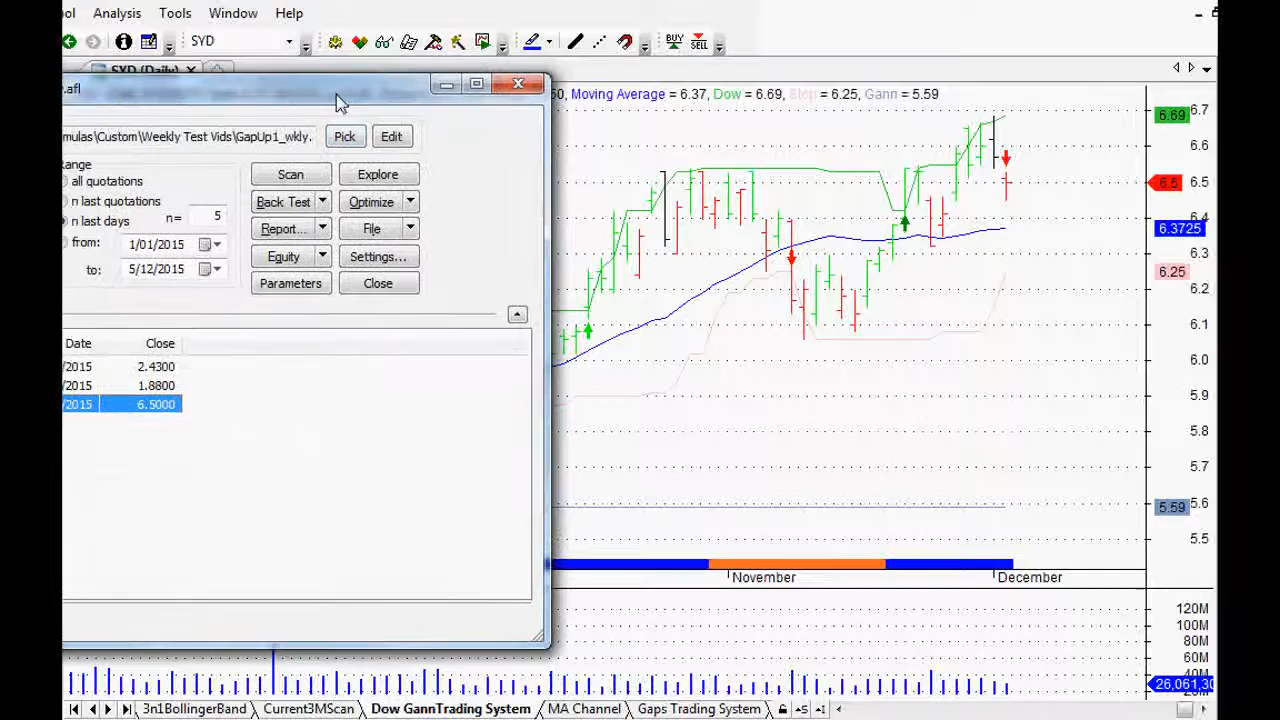 ol Analysis Tools Window Help
SYD BUY SELL
SYD (Daily)
.afl
50, Moving Average = 6.37, Dow = 6.69, Stop = 6.25, Gann = 5.59
mulas\Custom\Weekly Test Vids\GapUp1_wkly. Pick Edit
Range
all quotations
n last quotations
n last days n= 5
from: 1/01/2015
to: 5/12/2015
Scan Explore
Back Test Optimize
Report... File
Equity Settings...
Parameters Close
Date Close
/2015 2.4300
/2015 1.8800
/2015 6.5000
6.7
6.69
6.6
6.5
6.5
6.4
6.3725
6.3
6.25
6.2
6.1
6.0
5.9
5.8
5.7
5.6
5.59
5.5
November December
120M
100M
80M
60M
40M
20M
26,061,30
3n1BollingerBand Current3MScan Dow GannTrading System MA Channel Gaps Trading System